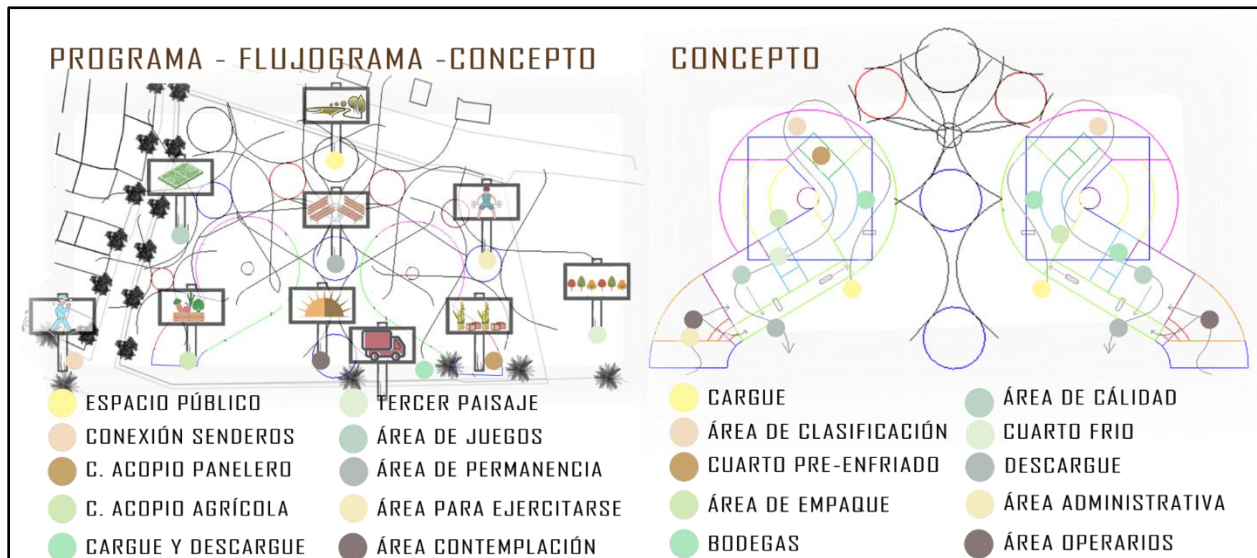 PROGRAMA - FLUJOGRAMA -CONCEPTO
ESPACIO PÚBLICO
CONEXIÓN SENDEROS
C. ACOPIO PANELERO
C. ACOPIO AGRÍCOLA
CARGUE Y DESCARGUE
TERCER PAISAJE
ÁREA DE JUEGOS
ÁREA DE PERMANENCIA
ÁREA PARA EJERCITARSE
ÁREA CONTEMPLACIÓN
CONCEPTO
CARGUE
ÁREA DE CLASIFICACIÓN
CUARTO PRE-ENFRIADO
ÁREA DE EMPAQUE
BODEGAS
ÁREA DE CÁLIDAD
CUARTO FRIO
DESCARGUE
ÁREA ADMINISTRATIVA
ÁREA OPERARIOS